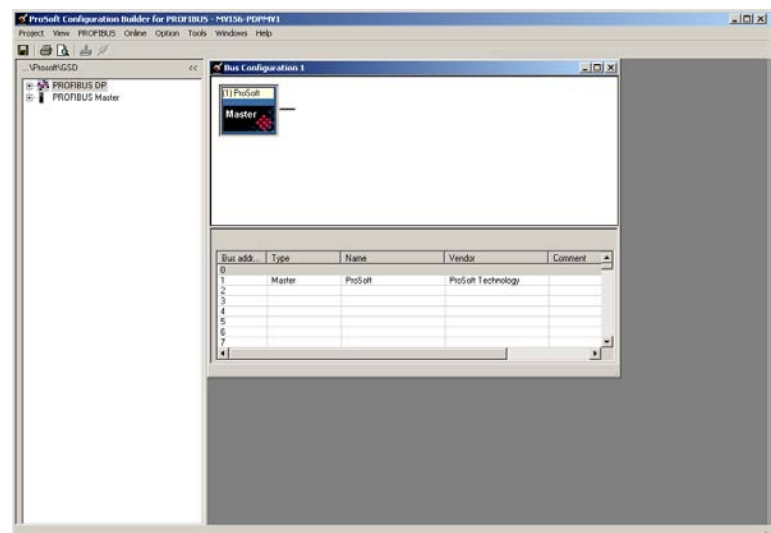 ProSoft Configuration Builder for PROFIBUS - MVI56-PDPMV1
Project View PROFIBUS Online Option Tools Windows Help
...\Prosoft\GSD <<
PROFIBUS DP
PROFIBUS Master
Bus Configuration 1
[1] ProSoft
Master
Bus addr... Type Name Vendor Comment
0
1 Master ProSoft ProSoft Technology
2
3
4
5
6
7